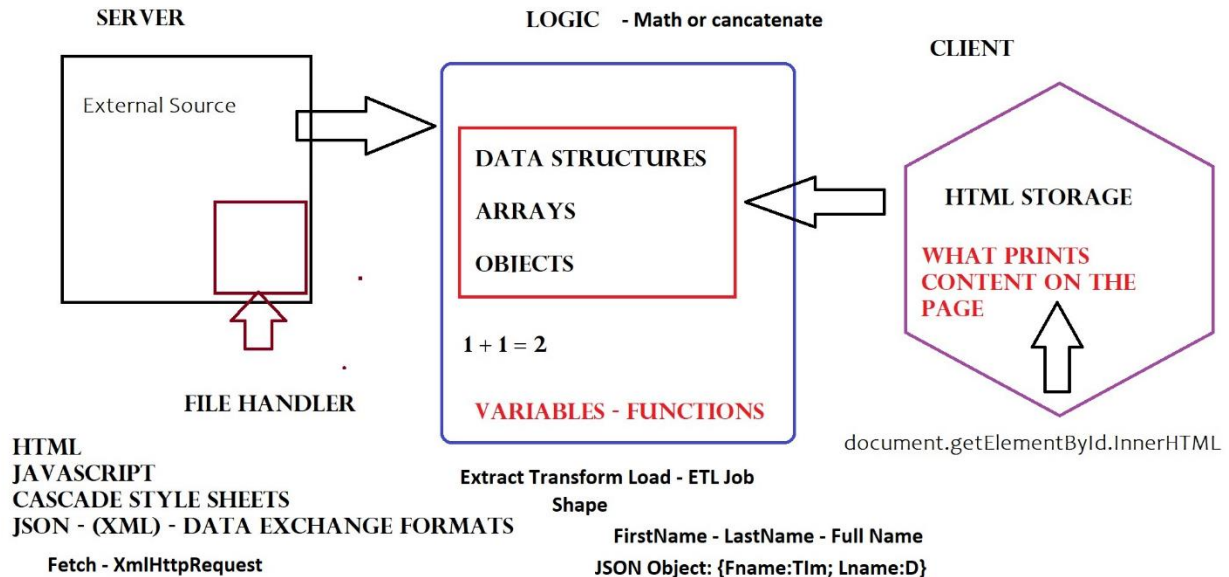 SERVER
External Source
FILE HANDLER
HTML
JAVASCRIPT
CASCADE STYLE SHEETS
JSON - (XML) - DATA EXCHANGE FORMATS
Fetch - XmlHttpRequest
LOGIC - Math or cancatenate
DATA STRUCTURES
ARRAYS
OBJECTS
1 + 1 = 2
VARIABLES - FUNCTIONS
Extract Transform Load - ETL Job
Shape
FirstName - LastName - Full Name
JSON Object: {Fname:TIm; Lname:D}
CLIENT
HTML STORAGE
WHAT PRINTS
CONTENT ON THE
PAGE
document.getElementById.InnerHTML